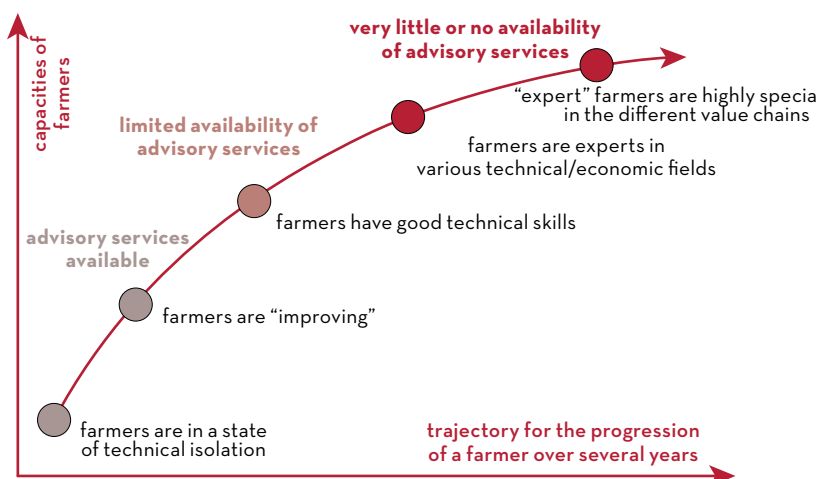 very little or no availability
of advisory services
capacities of
farmers
"expert" farmers are highly
in the different value chains
limited availability of
advisory services
farmers are experts in
various technical/economic fields
farmers have good technical skills
advisory services
available
farmers are "improving"
farmers are in a state
of technical isolation
trajectory for the progression
of a farmer over several years